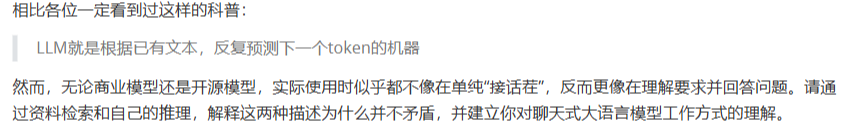 相比各位一定看到过这样的科普：
LLM就是根据已有文本，反复预测下一个token的机器
然而，无论商业模型还是开源模型，实际使用时似乎都不像在单纯“接话茬”，反而更像在理解要求并回答问题。请通
过资料检索和自己的推理，解释这两种描述为什么并不矛盾，并建立你对聊天式大语言模型工作方式的理解。